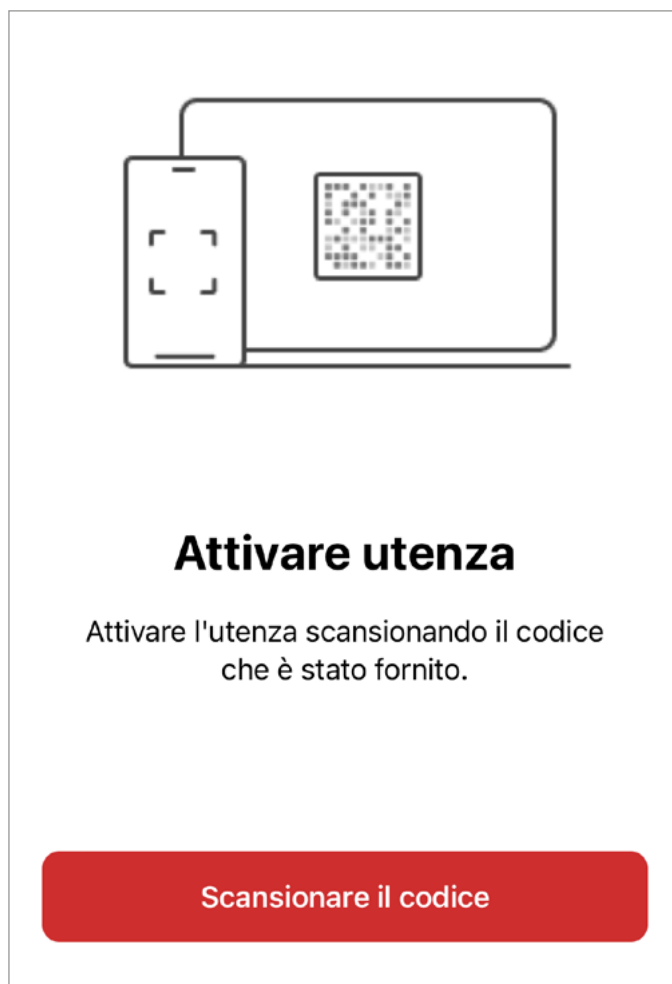 Attivare utenza
Attivare l'utenza scansionando il codice
che è stato fornito.
Scansionare il codice